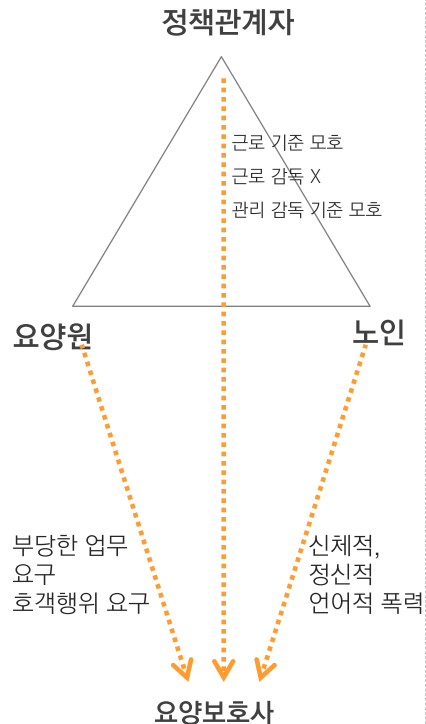 정책관계자
근로 기준 모호
근로 감독 X
관리 감독 기준 모호
요양원
노인
부당한 업무
요구
호객행위 요구
신체적,
정신적
언어적 폭력
요양보호사